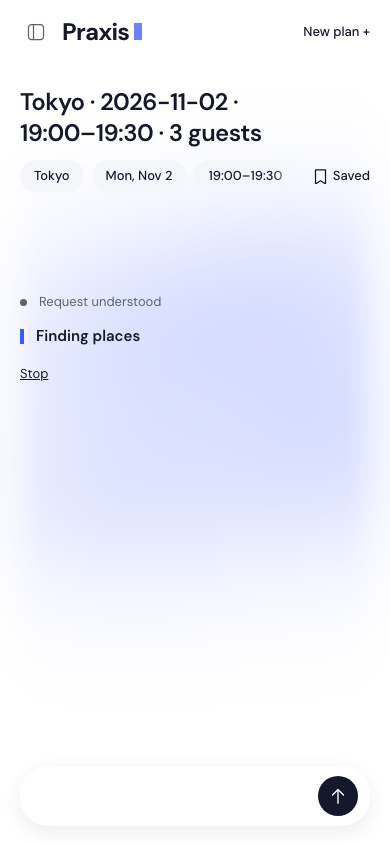 Praxis
New plan +
Tokyo · 2026-11-02 ·
19:00–19:30 · 3 guests
Tokyo
Mon, Nov 2
19:00–19:30
Saved
Request understood
Finding places
Stop